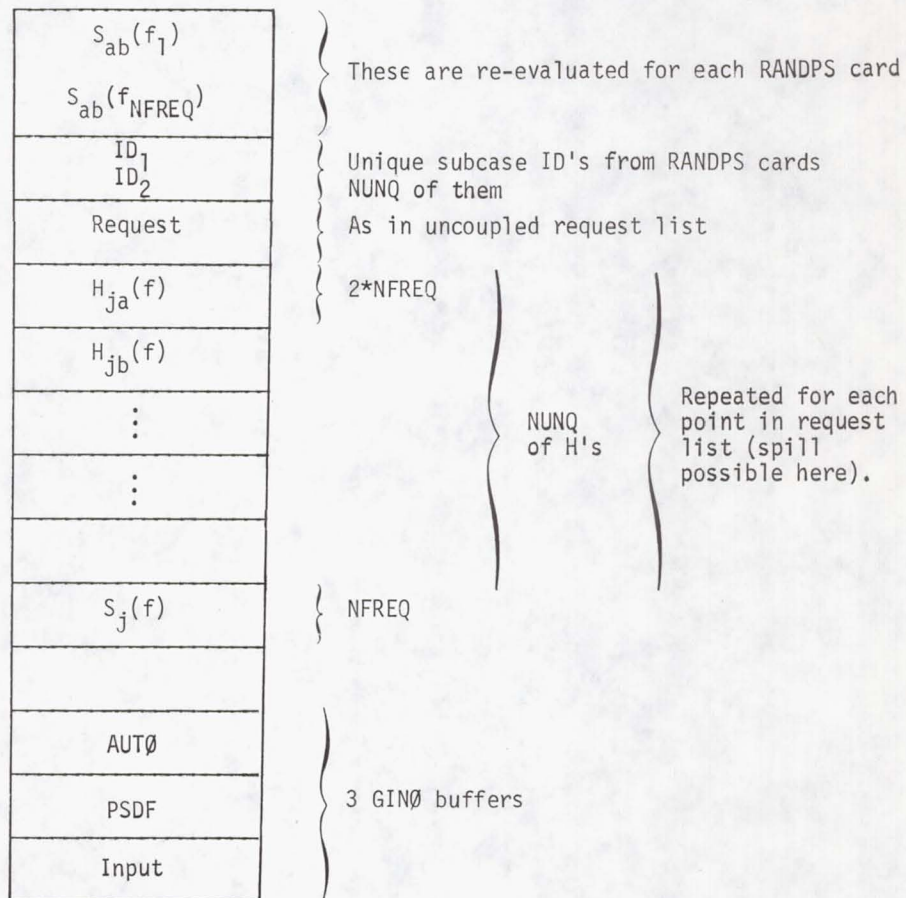 S_ab(f_1)
S_ab(f_NFREQ)
These are re-evaluated for each RANDPS card
ID_1
ID_2
Unique subcase ID's from RANDPS cards
NUNQ of them
Request
As in uncoupled request list
H_ja(f)
2*NFREQ
H_jb(f)
⋮
⋮
NUNQ
of H's
Repeated for each
point in request
list (spill
possible here).
S_j(f)
NFREQ
AUTØ
PSDF
Input
3 GINØ buffers